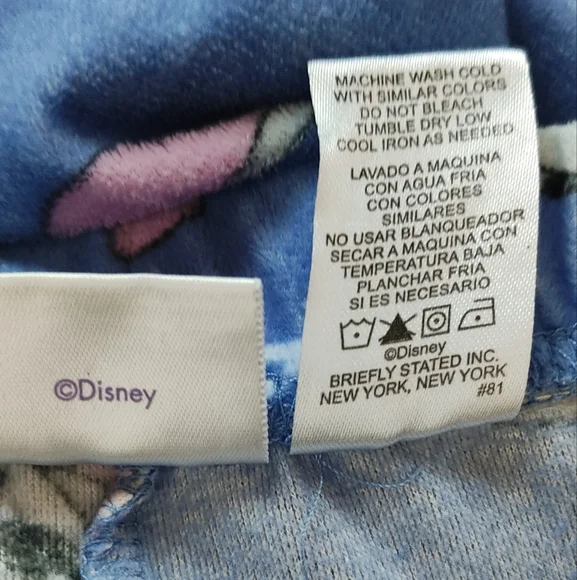 MACHINE WASH COLD
WITH SIMILAR COLORS
DO NOT BLEACH
TUMBLE DRY LOW
COOL IRON AS NEEDED
LAVADO A MAQUINA
CON AGUA FRIA
CON COLORES
SIMILARES
NO USAR BLANQUEADOR
SECAR A MAQUINA CON
TEMPERATURA BAJA
PLANCHAR FRIA
SI ES NECESARIO
©Disney
BRIEFLY STATED INC.
NEW YORK, NEW YORK
#81
©Disney